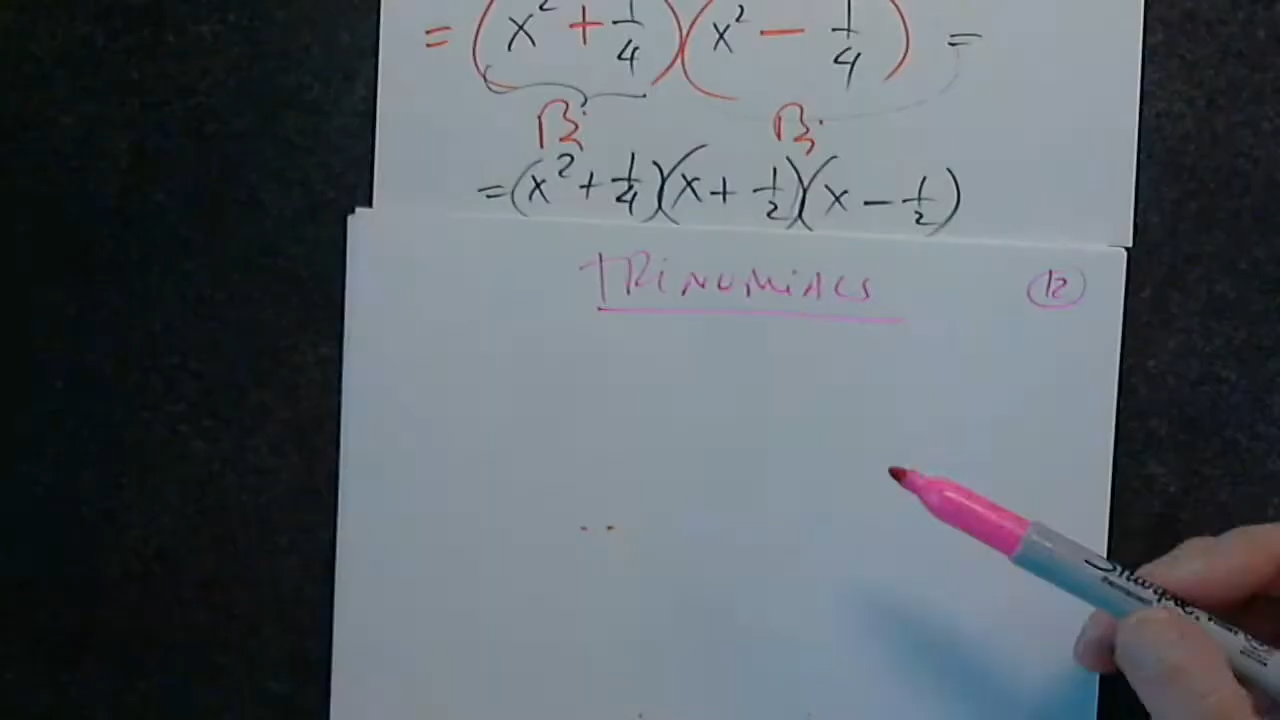 = (x² + 1/4)(x² − 1/4) =
B B
= (x² + 1/4)(x + 1/2)(x − 1/2)
TRINOMIALS 12
Sharpie